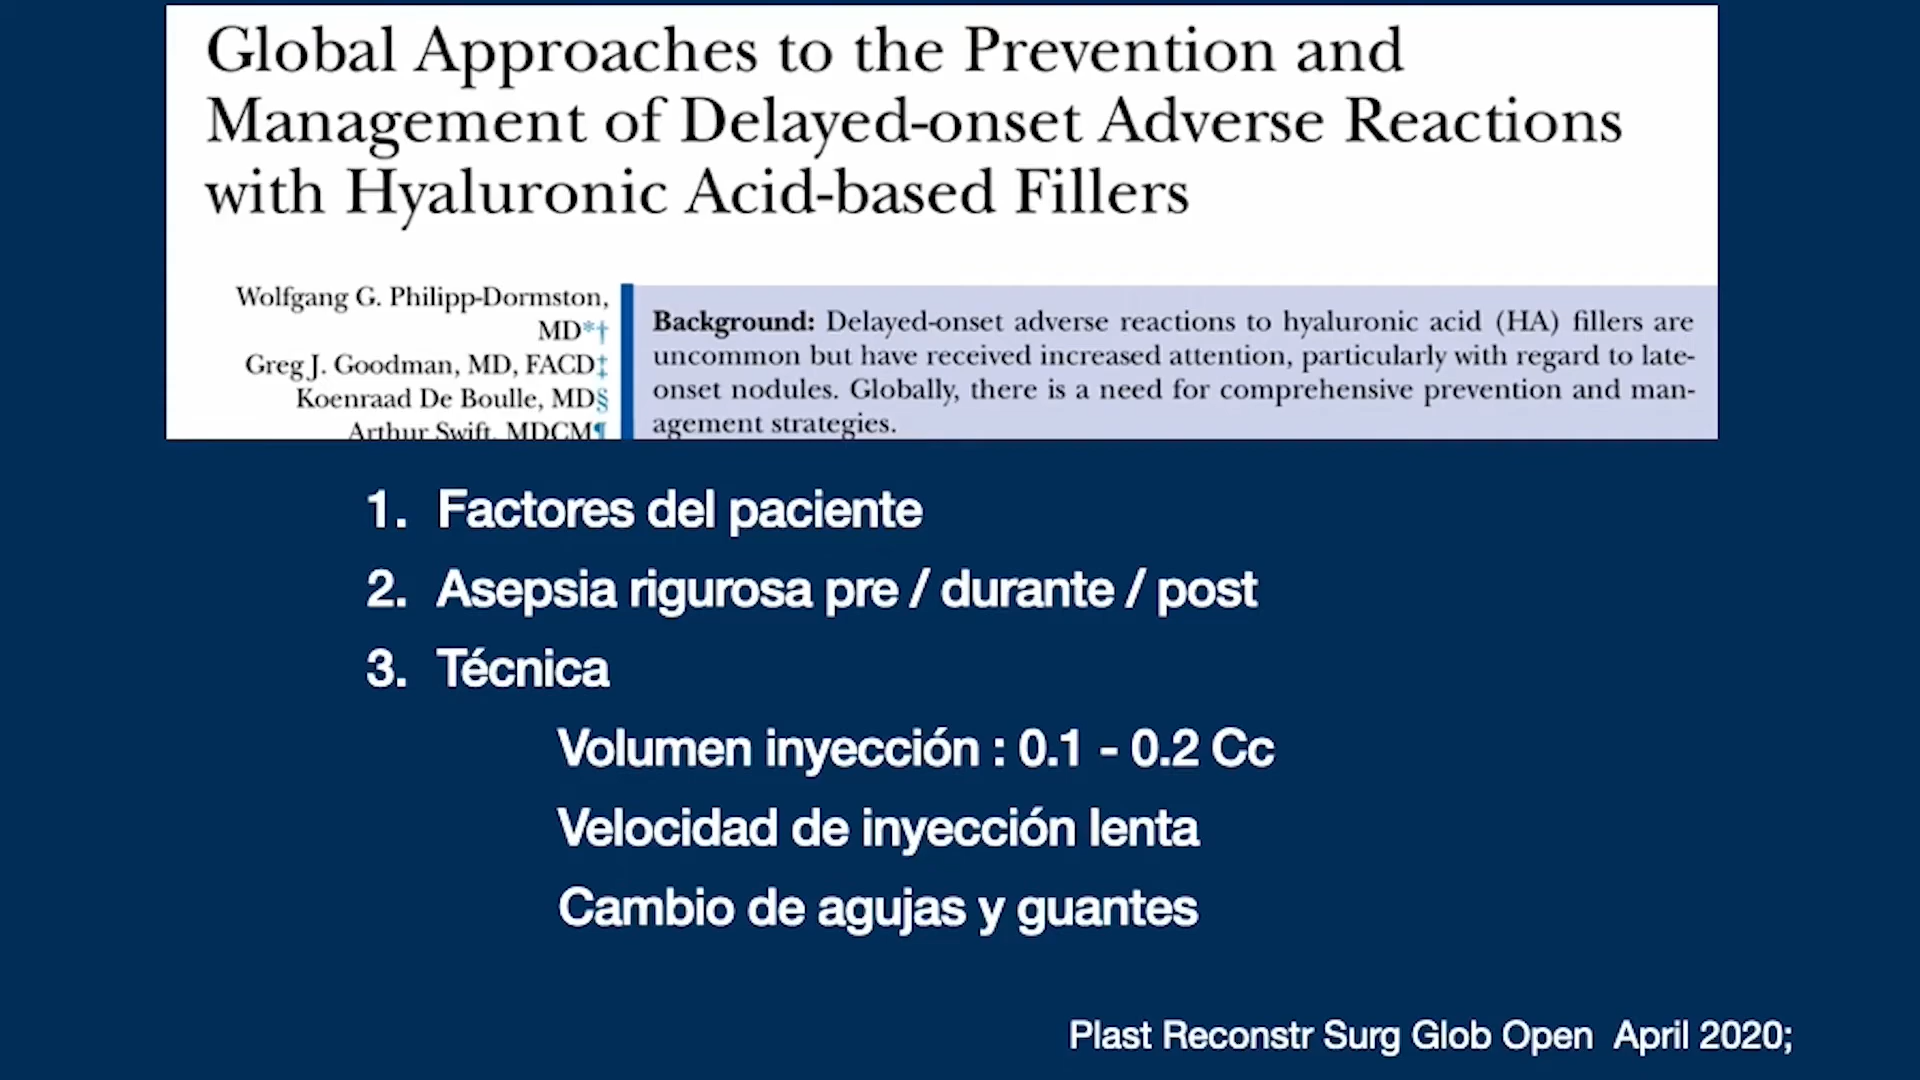 Global Approaches to the Prevention and
Management of Delayed-onset Adverse Reactions
with Hyaluronic Acid-based Fillers
Wolfgang G. Philipp-Dormston,
MD*†
Greg J. Goodman, MD, FACD‡
Koenraad De Boulle, MD§
Arthur Swift, MDCM¶
Background: Delayed-onset adverse reactions to hyaluronic acid (HA) fillers are
uncommon but have received increased attention, particularly with regard to late-
onset nodules. Globally, there is a need for comprehensive prevention and man-
agement strategies.
1. Factores del paciente
2. Asepsia rigurosa pre / durante / post
3. Técnica
Volumen inyección : 0.1 - 0.2 Cc
Velocidad de inyección lenta
Cambio de agujas y guantes
Plast Reconstr Surg Glob Open April 2020;